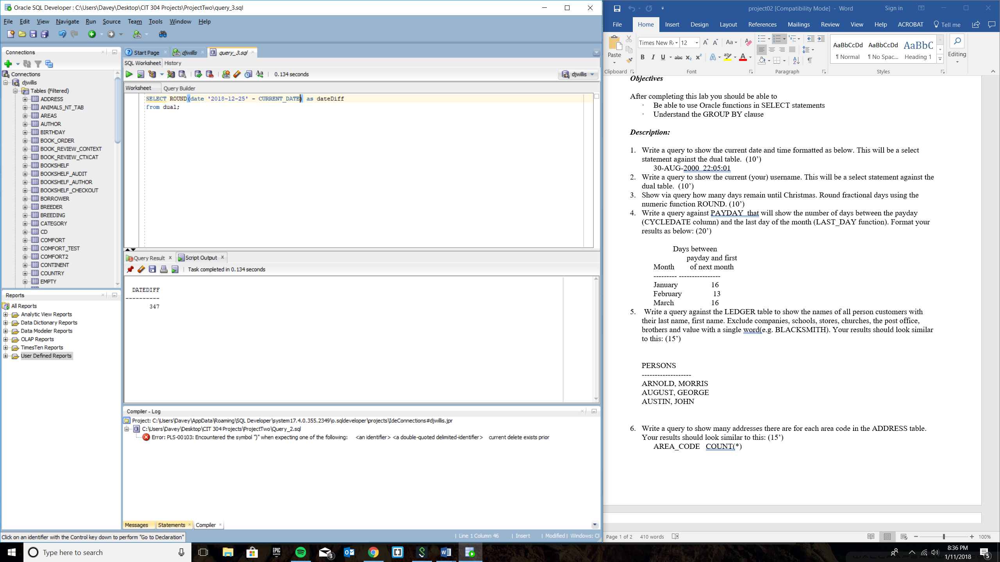 Oracle SQL Developer : C:\Users\Davey\Desktop\CIT 304 Projects\ProjectTwo\query_3.sql
File Edit View Navigate Run Source Team Tools Window Help
Connections
Connections
djwillis
Tables (Filtered)
ADDRESS
ANIMALS_NT_TAB
AREAS
AUTHOR
BIRTHDAY
BOOK_ORDER
BOOK_REVIEW_CONTEXT
BOOK_REVIEW_CTXCAT
BOOKSHELF
BOOKSHELF_AUDIT
BOOKSHELF_AUTHOR
BOOKSHELF_CHECKOUT
BORROWER
BREEDER
BREEDING
CATEGORY
CD
COMFORT
COMFORT_TEST
COMFORT2
CONTINENT
COUNTRY
EMPTY
Reports
All Reports
Analytic View Reports
Data Dictionary Reports
Data Modeler Reports
OLAP Reports
TimesTen Reports
User Defined Reports
Start Page djwillis query_3.sql
SQL Worksheet History
0.134 seconds
djwillis
Worksheet Query Builder
SELECT ROUND(date '2018-12-25' - CURRENT_DATE) as dateDiff
from dual;
Query Result x Script Output x
Task completed in 0.134 seconds
DATEDIFF
----------
347
Compiler - Log
Project: C:\Users\Davey\AppData\Roaming\SQL Developer\system17.4.0.355.2349\o.sqldeveloper\projects\IdeConnections#djwillis.jpr
C:\Users\Davey\Desktop\CIT 304 Projects\ProjectTwo\Query_2.sql
Error: PLS-00103: Encountered the symbol ")" when expecting one of the following: <an identifier> <a double-quoted delimited-identifier> current delete exists prior
Messages Statements Compiler
Click on an identifier with the Control key down to perform "Go to Declaration"
Line 1 Column 46 | Insert | Modified | Windows:
project02 [Compatibility Mode] - Word Sign in
File Home Insert Design Layout References Mailings Review View Help ACROBAT Tell me
Paste
Times New R 12 Aa
B I U abc X₂ X² A ab A
AaBbCcDd AaBbCcDd AaBbC
¶ Normal ¶ No Spac... Heading 1
Editing
Clipboard Font Paragraph Styles
Objectives
After completing this lab you should be able to
· Be able to use Oracle functions in SELECT statements
· Understand the GROUP BY clause
Description:
1. Write a query to show the current date and time formatted as below. This will be a select
statement against the dual table. (10’)
30-AUG-2000 22:05:01
2. Write a query to show the current (your) username. This will be a select statement against the
dual table. (10’)
3. Show via query how many days remain until Christmas. Round fractional days using the
numeric function ROUND. (10’)
4. Write a query against PAYDAY that will show the number of days between the payday
(CYCLEDATE column) and the last day of the month (LAST_DAY function). Format your
results as below: (20’)
Days between
payday and first
Month of next month
--------- ----------------
January 16
February 13
March 16
5. Write a query against the LEDGER table to show the names of all person customers with
their last name, first name. Exclude companies, schools, stores, churches, the post office,
brothers and value with a single word(e.g. BLACKSMITH). Your results should look similar
to this: (15’)
PERSONS
-------------------
ARNOLD, MORRIS
AUGUST, GEORGE
AUSTIN, JOHN
6. Write a query to show many addresses there are for each area code in the ADDRESS table.
Your results should look similar to this: (15’)
AREA_CODE COUNT(*)
Page 1 of 2 410 words 100%
Type here to search
EPIC GAMES
3
8:36 PM
1/11/2018
5